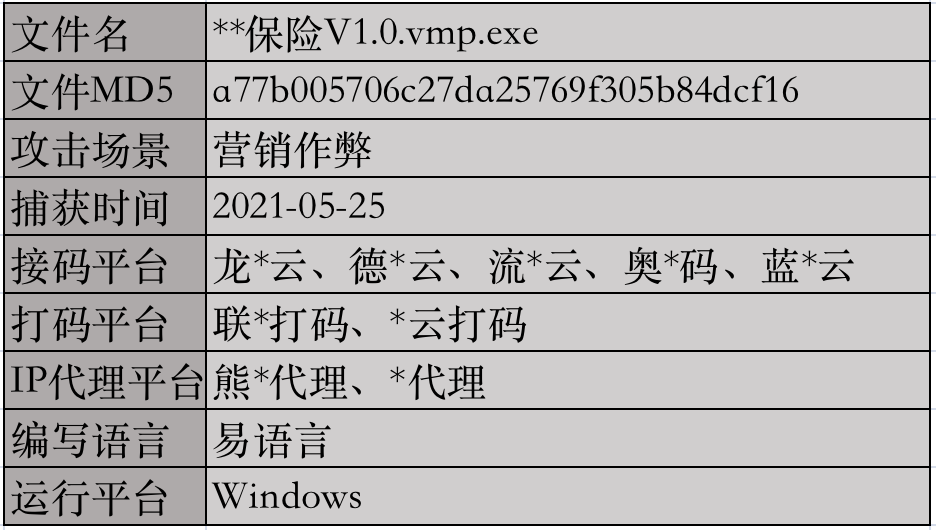 文件名 **保险V1.0.vmp.exe
文件MD5 a77b005706c27da25769f305b84dcf16
攻击场景 营销作弊
捕获时间 2021-05-25
接码平台 龙*云、德*云、流*云、奥*码、蓝*云
打码平台 联*打码、*云打码
IP代理平台 熊*代理、*代理
编写语言 易语言
运行平台 Windows